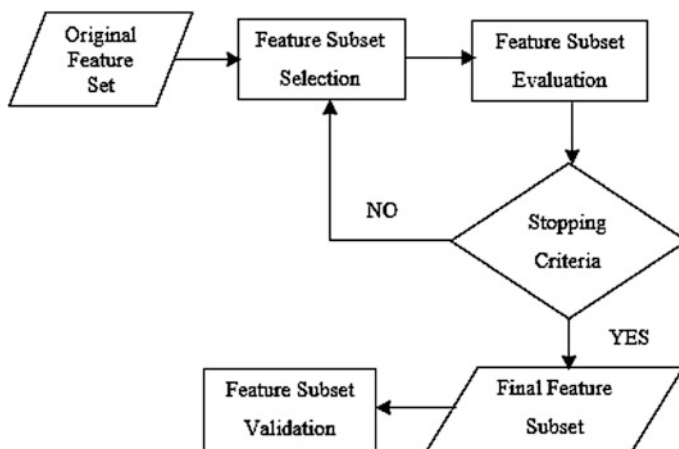 Original
Feature
Set
Feature Subset
Selection
Feature Subset
Evaluation
NO
Stopping
Criteria
YES
Feature Subset
Validation
Final Feature
Subset